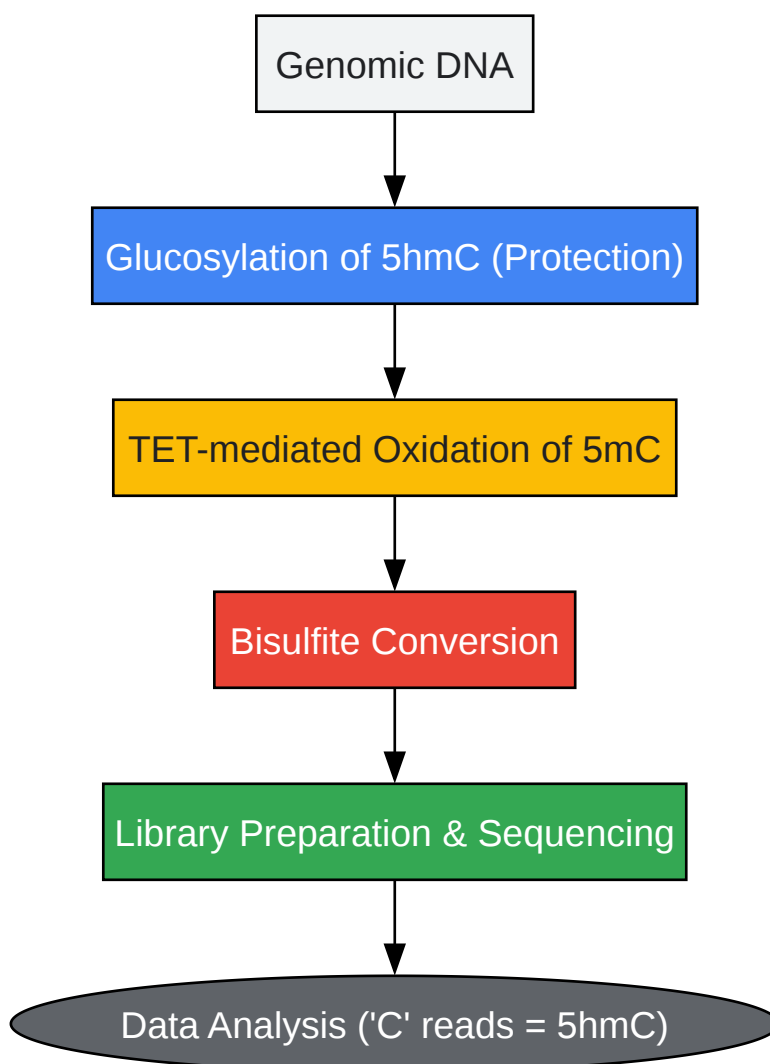 Genomic DNA
Glucosylation of 5hmC (Protection)
TET-mediated Oxidation of 5mC
Bisulfite Conversion
Library Preparation & Sequencing
Data Analysis ('C' reads = 5hmC)